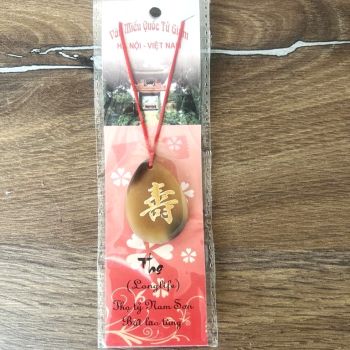 Văn Miếu Quốc Tử Giám
HÀ NỘI - VIỆT NAM
壽
Thọ
(Longlife)
Thọ tỷ Nam Sơn
Bất lão tùng